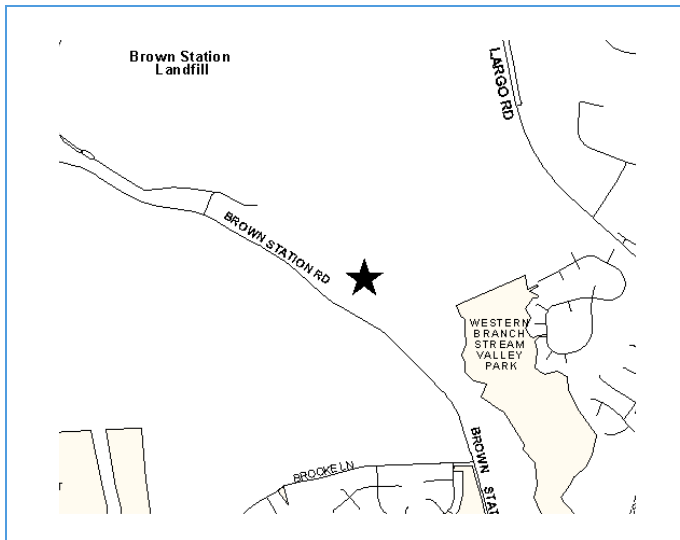 Brown Station
Landfill
LARGO RD
BROWN STATION RD
WESTERN
BRANCH
STREAM
VALLEY
PARK
BROOKE LN
BROWN STAT
T